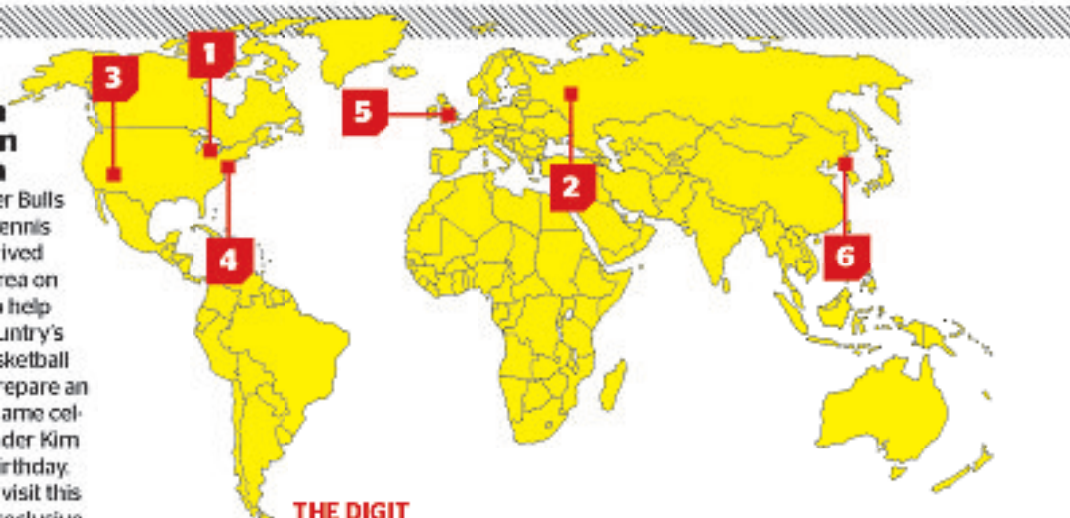 1
3
5
2
4
6
n
er Bulls
ennis
ived
rea on
help
untry's
sketball
repare an
ame cel-
der Kim
irthday.
visit this
THE DIGIT